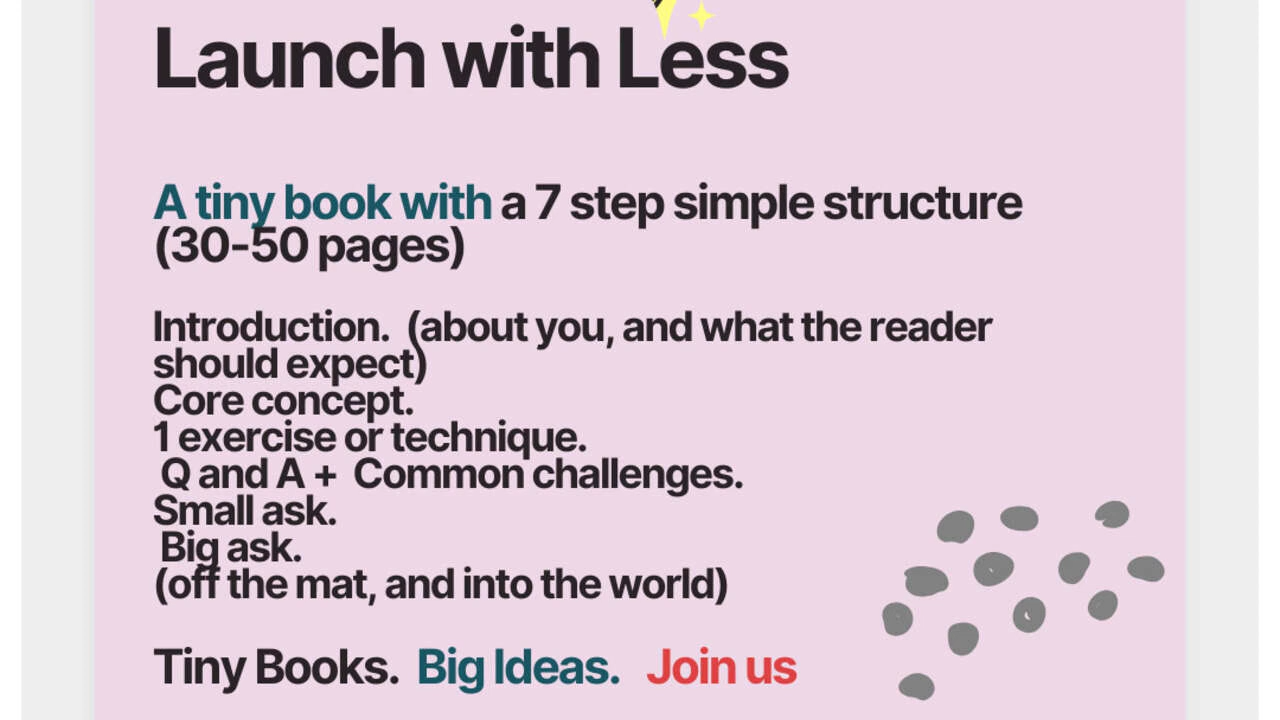 Launch with Less
A tiny book with a 7 step simple structure
(30-50 pages)
Introduction.  (about you, and what the reader
should expect)
Core concept.
1 exercise or technique.
Q and A +  Common challenges.
Small ask.
Big ask.
(off the mat, and into the world)
Tiny Books.  Big Ideas.   Join us